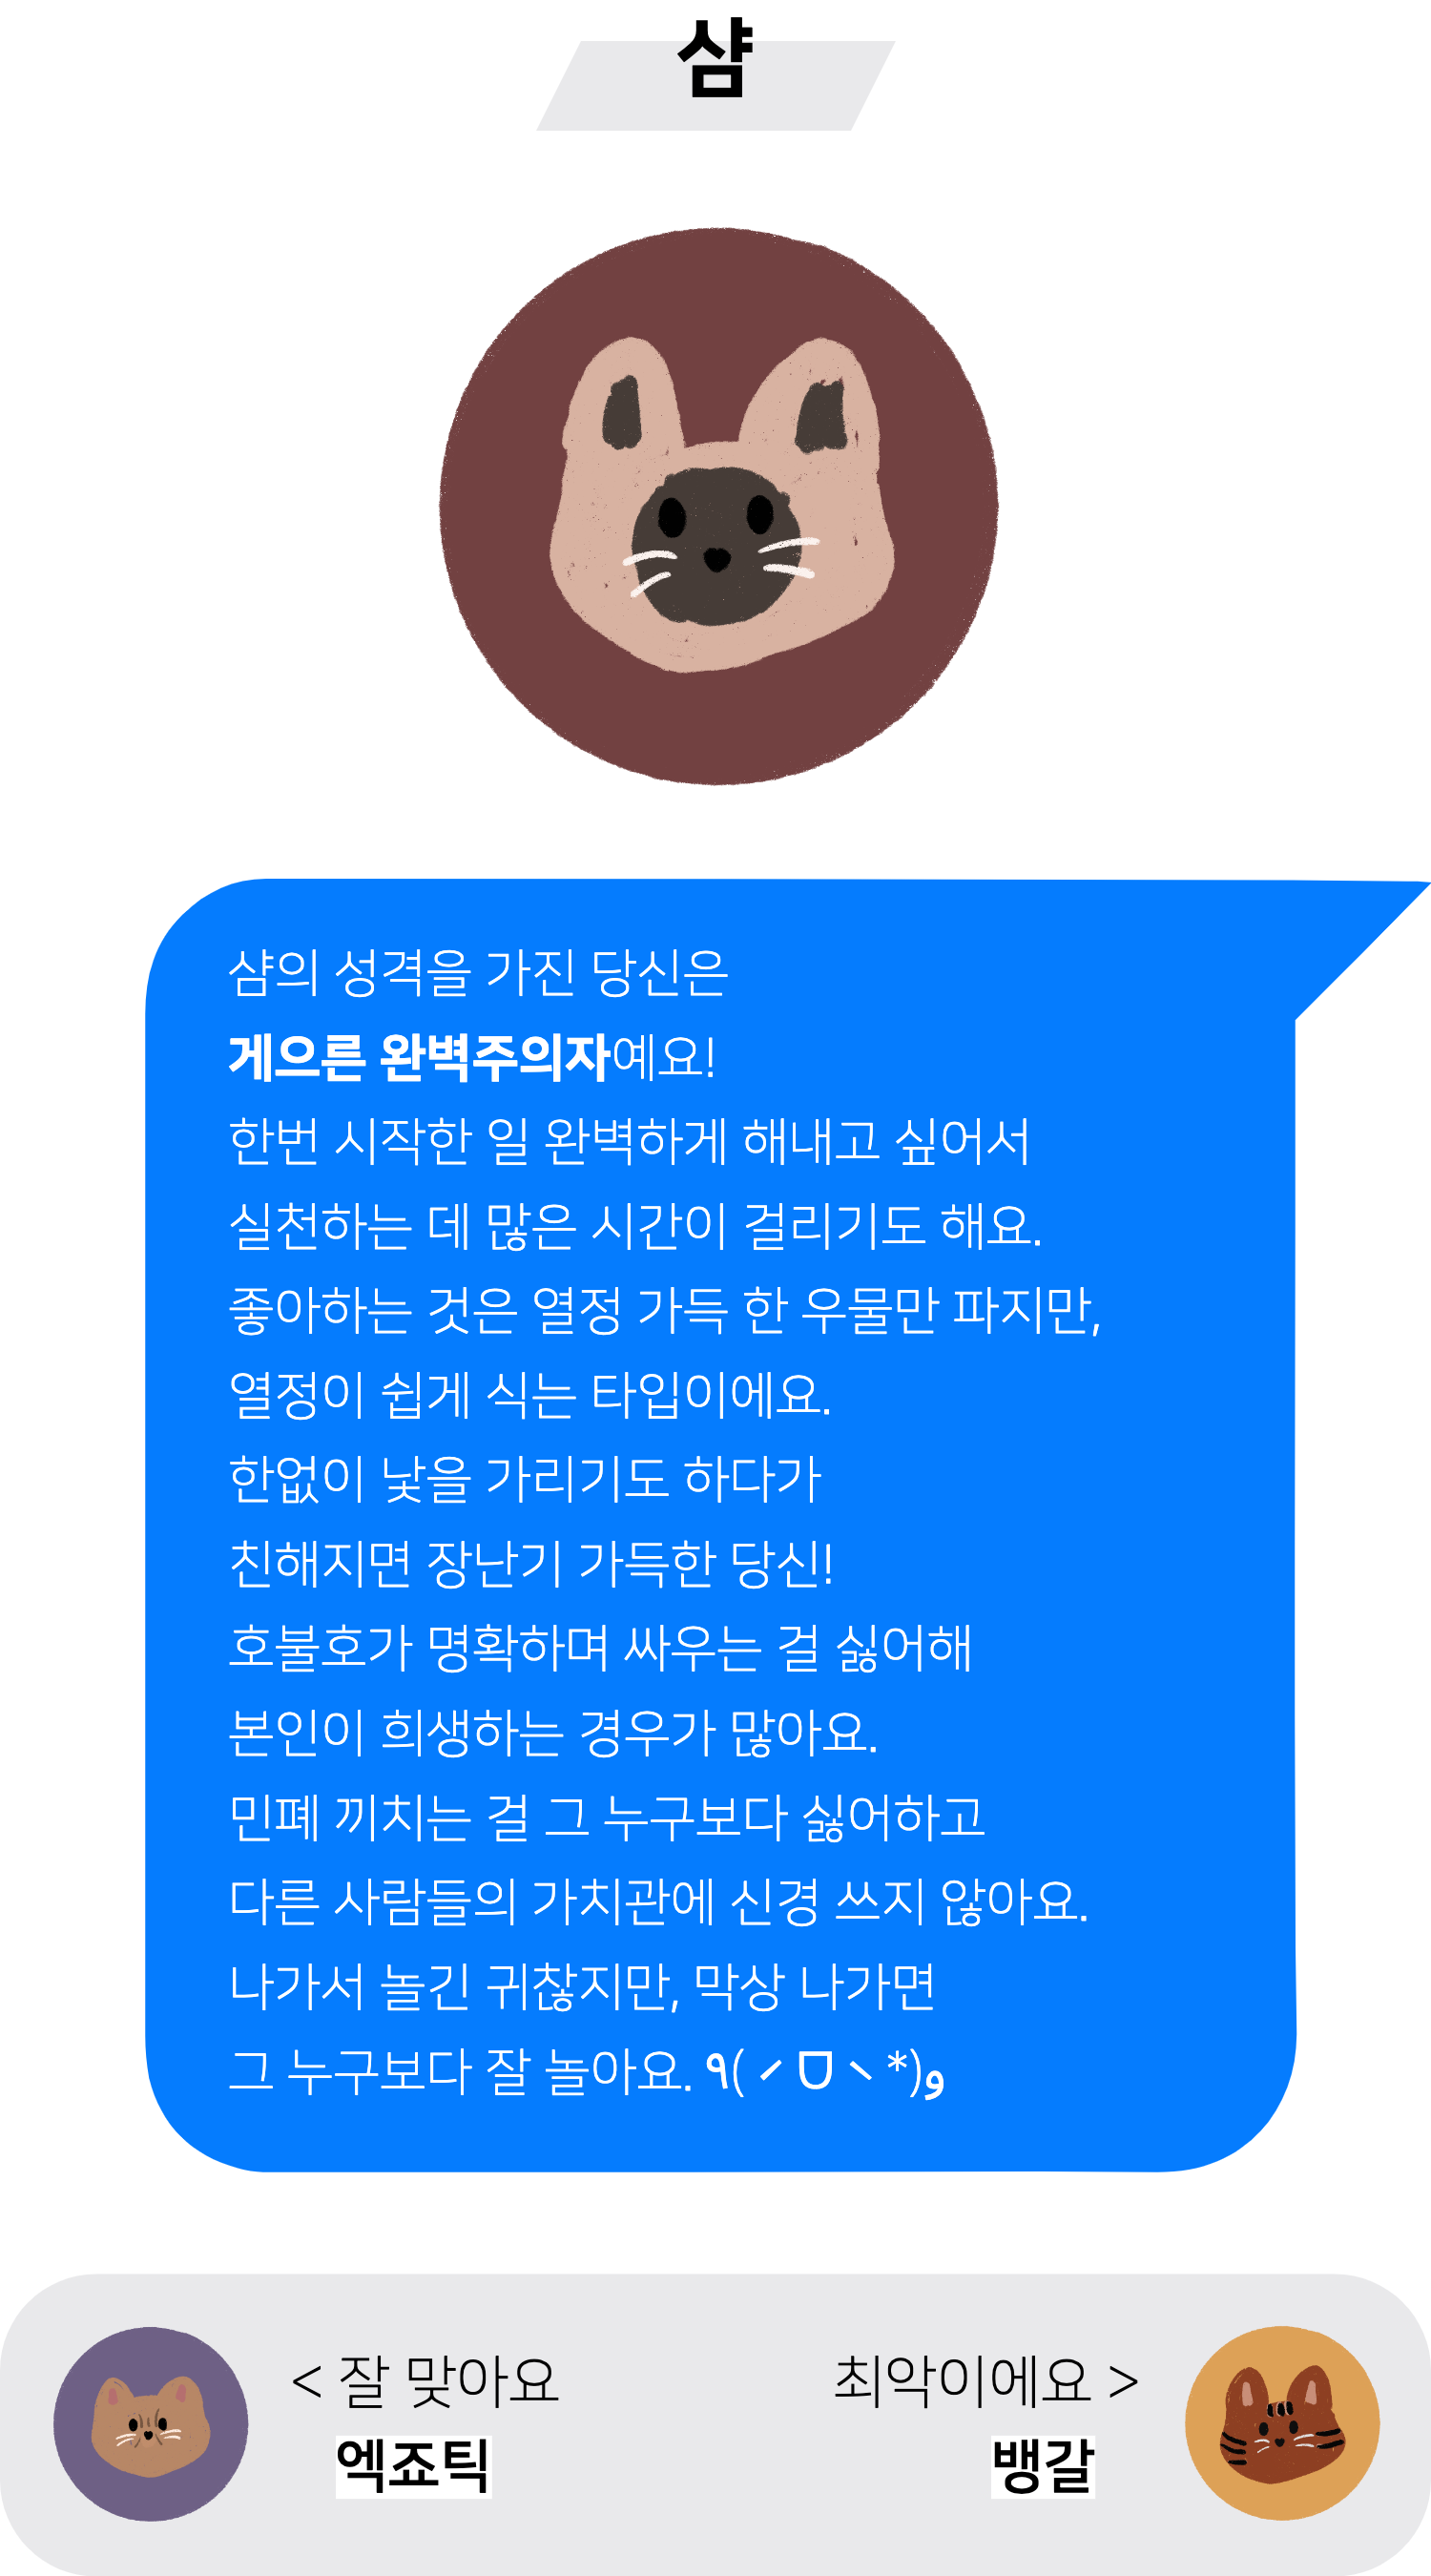 샴
샴의 성격을 가진 당신은
게으른 완벽주의자예요!
한번 시작한 일 완벽하게 해내고 싶어서
실천하는 데 많은 시간이 걸리기도 해요.
좋아하는 것은 열정 가득 한 우물만 파지만,
열정이 쉽게 식는 타입이에요.
한없이 낯을 가리기도 하다가
친해지면 장난기 가득한 당신!
호불호가 명확하며 싸우는 걸 싫어해
본인이 희생하는 경우가 많아요.
민폐 끼치는 걸 그 누구보다 싫어하고
다른 사람들의 가치관에 신경 쓰지 않아요.
나가서 놀긴 귀찮지만, 막상 나가면
그 누구보다 잘 놀아요. ٩(ㆍᗜㆍ*)و
< 잘 맞아요
엑죠틱
최악이에요 >
뱅갈